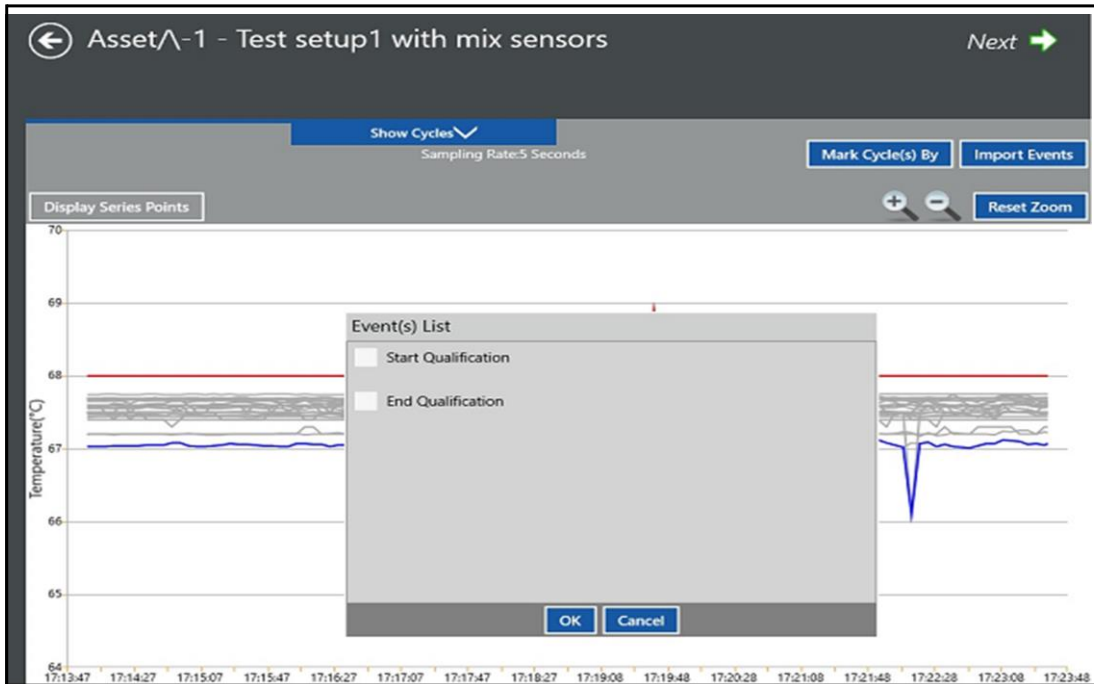 Asset/\-1 - Test setup1 with mix sensors
Next
Show Cycles
Sampling Rate:5 Seconds
Mark Cycle(s) By
Import Events
Display Series Points
Reset Zoom
70
69
68
67
66
65
64
Temperature(°C)
Event(s) List
Start Qualification
End Qualification
OK
Cancel
17:13:47 17:14:27 17:15:07 17:15:47 17:16:27 17:17:07 17:17:47 17:18:27 17:19:08 17:19:48 17:20:28 17:21:08 17:21:48 17:22:28 17:23:08 17:23:48